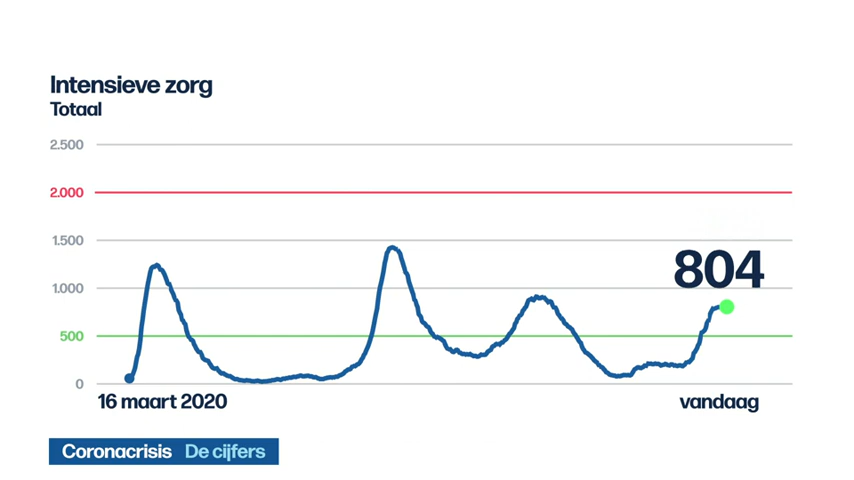 Intensieve zorg
Totaal
2.500
2.000
1.500
804
1.000
500
0
16 maart 2020 vandaag
Coronacrisis De cijfers